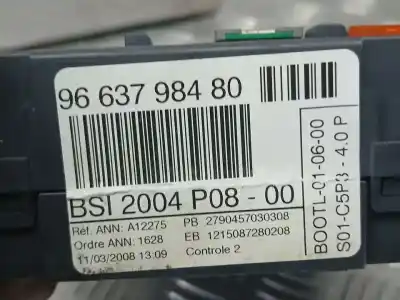 96 637 984 80
BSI 2004 P08 - 00
Réf. ANN: A12275 PB 2790457030308
Ordre ANN: 1628 EB 1215087280208
11/03/2008 13:09 Controle 2
BOOTL-01-06-00
S01-C5PB - 4.0 P